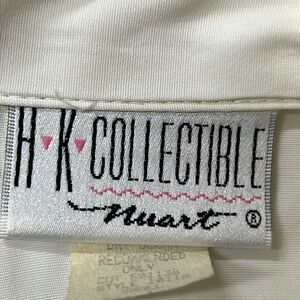 H K COLLECTIBLE
nuart ®
RECOMMENDED
ONLY